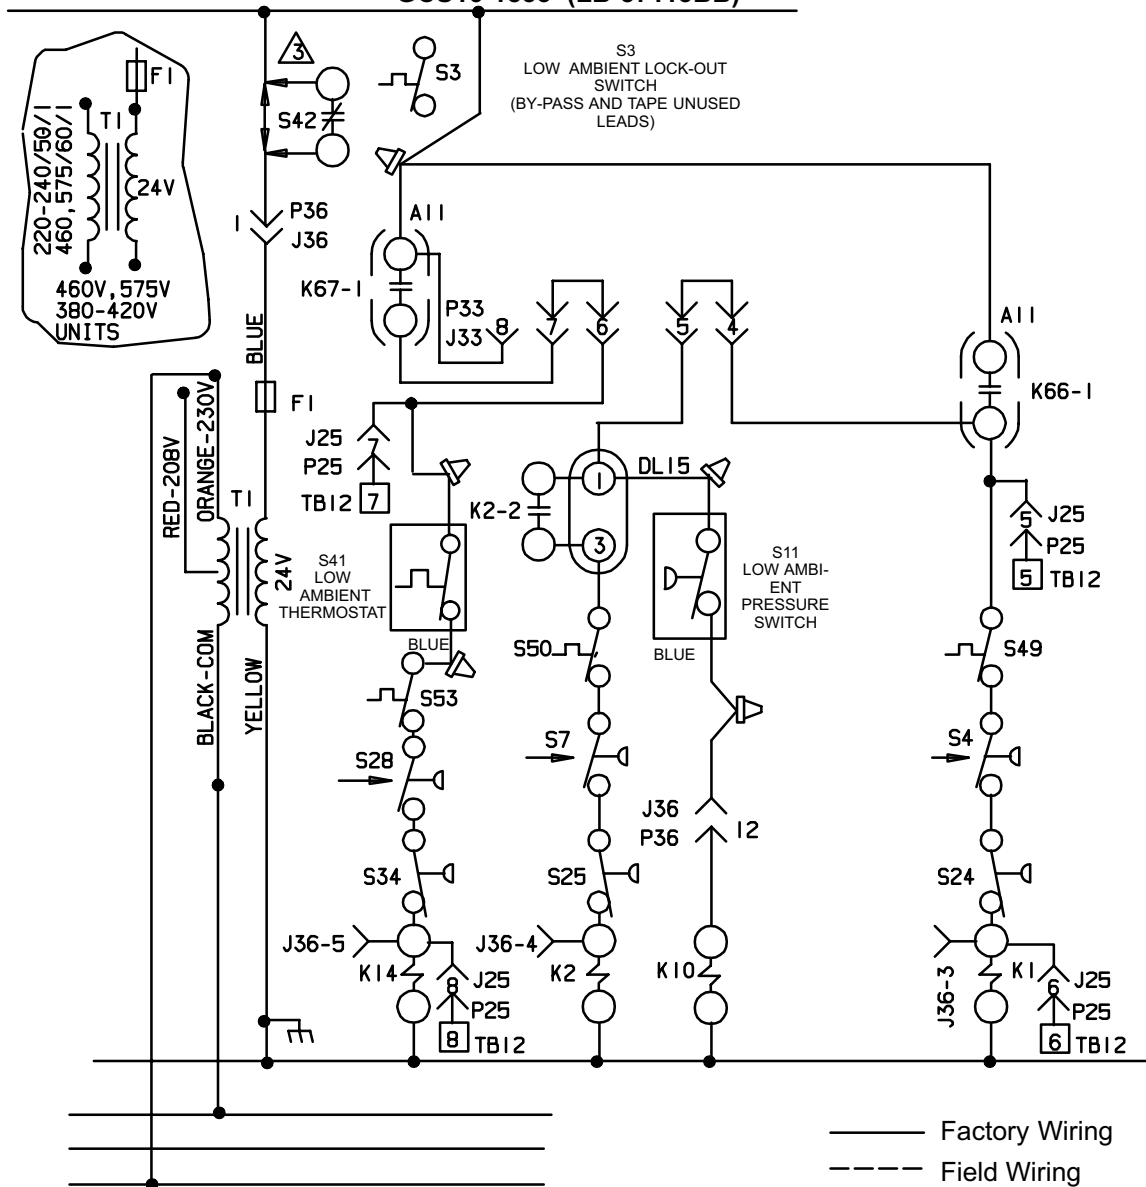 S3
LOW AMBIENT LOCK-OUT
SWITCH
(BY-PASS AND TAPE UNUSED
LEADS)
3
S3
S42
F1
T1
24V
220-240/50/1
460,575/60/1
460V,575V
380-420V
UNITS
1
P36
J36
BLUE
F1
A11
K67-1
P33
J33
8
7
6
5
4
A11
K66-1
RED-208V
ORANGE-230V
T1
24V
BLACK-COM
YELLOW
J25
7
P25
TB12
7
S41
LOW
AMBIENT
THERMOSTAT
BLUE
K2-2
1
3
DL15
S11
LOW AMBI-
ENT
PRESSURE
SWITCH
BLUE
5
J25
P25
5
TB12
S53
S28
S34
J36-5
K14
8
J25
P25
8
TB12
S50
S7
S25
J36-4
K2
J36
P36
12
K10
S49
S4
S24
J36-3
K1
6
J25
P25
6
TB12
Factory Wiring
Field Wiring